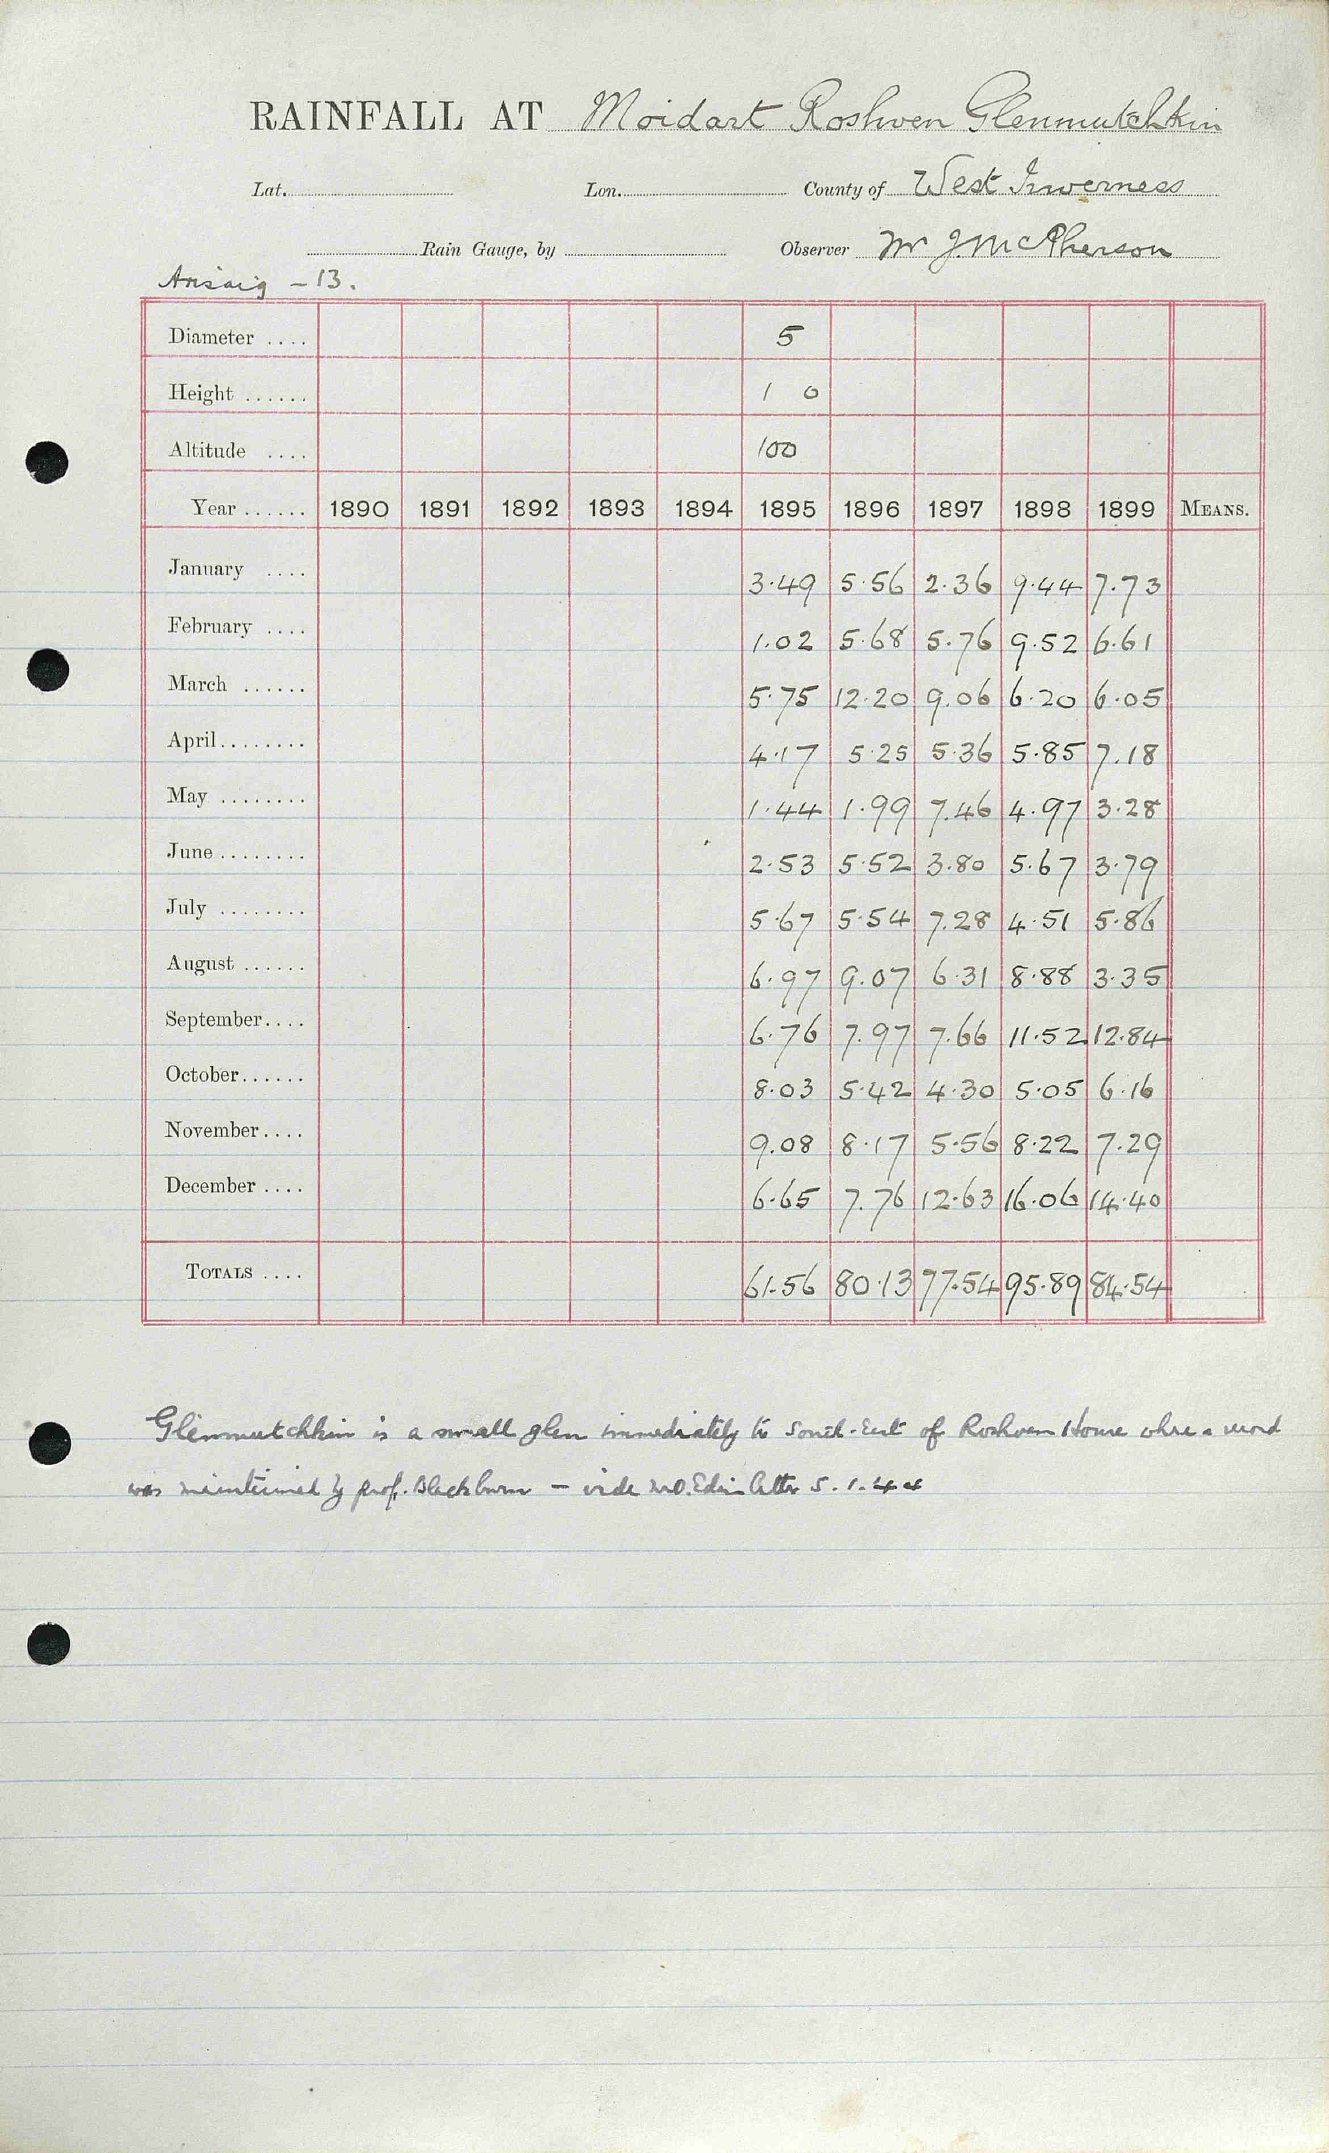 RAINFALL AT Moidart Roshven Glenmutchkin
Lat. Lon. County of West Inverness
Rain Gauge, by Observer Mr J. McPherson
Arisaig - 13.
Diameter .... 5
Height ...... 1 0
Altitude .... 100
Year ...... 1890 1891 1892 1893 1894 1895 1896 1897 1898 1899 MEANS.
January .... 3.49 5.56 2.36 9.44 7.73
February .... 1.02 5.68 5.76 9.52 6.61
March ...... 5.75 12.20 9.06 6.20 6.05
April........ 4.17 5.25 5.36 5.85 7.18
May ........ 1.44 1.99 7.46 4.97 3.28
June ........ 2.53 5.52 3.80 5.67 3.79
July ........ 5.67 5.54 7.28 4.51 5.86
August ...... 6.97 9.07 6.31 8.88 3.35
September.... 6.76 7.97 7.66 11.52 12.84
October...... 8.03 5.42 4.30 5.05 6.16
November.... 9.08 8.17 5.56 8.22 7.29
December .... 6.65 7.76 12.63 16.06 14.40
TOTALS .... 61.56 80.13 77.54 95.89 84.54
Glenmutchkin is a small glen immediately to South-East of Roshven House where a record
was maintained by prof. Blackburn - vide M.O. Edin letter 5.1.44